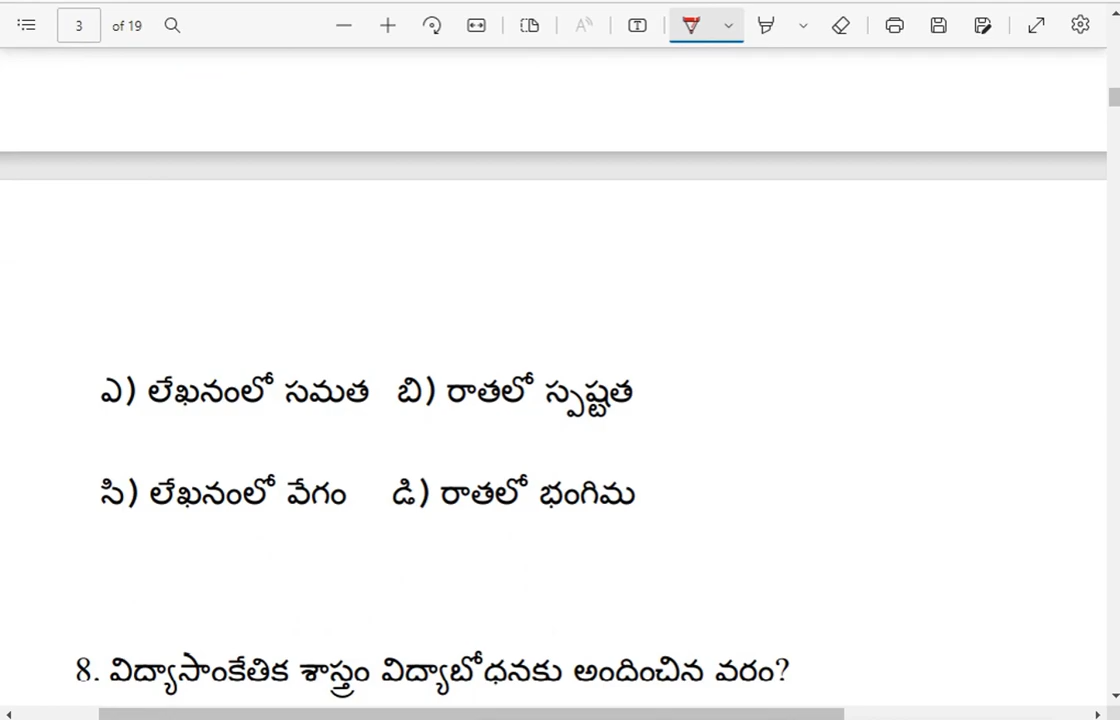 3 of 19
ఎ) లేఖనంలో సమత బి) రాతలో స్పష్టత
సి) లేఖనంలో వేగం డి) రాతలో భంగిమ
8. విద్యాసాంకేతిక శాస్త్రం విద్యాబోధనకు అందించిన వరం?